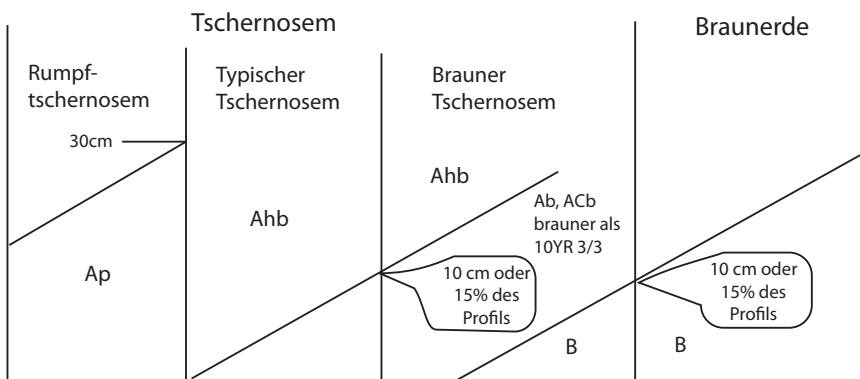 Tschernosem
Braunerde
Rumpf-
tschernosem
Typischer
Tschernosem
Brauner
Tschernosem
30cm
Ap
Ahb
Ahb
Ab, ACb
brauner als
10YR 3/3
10 cm oder
15% des
Profils
B
10 cm oder
15% des
Profils
B